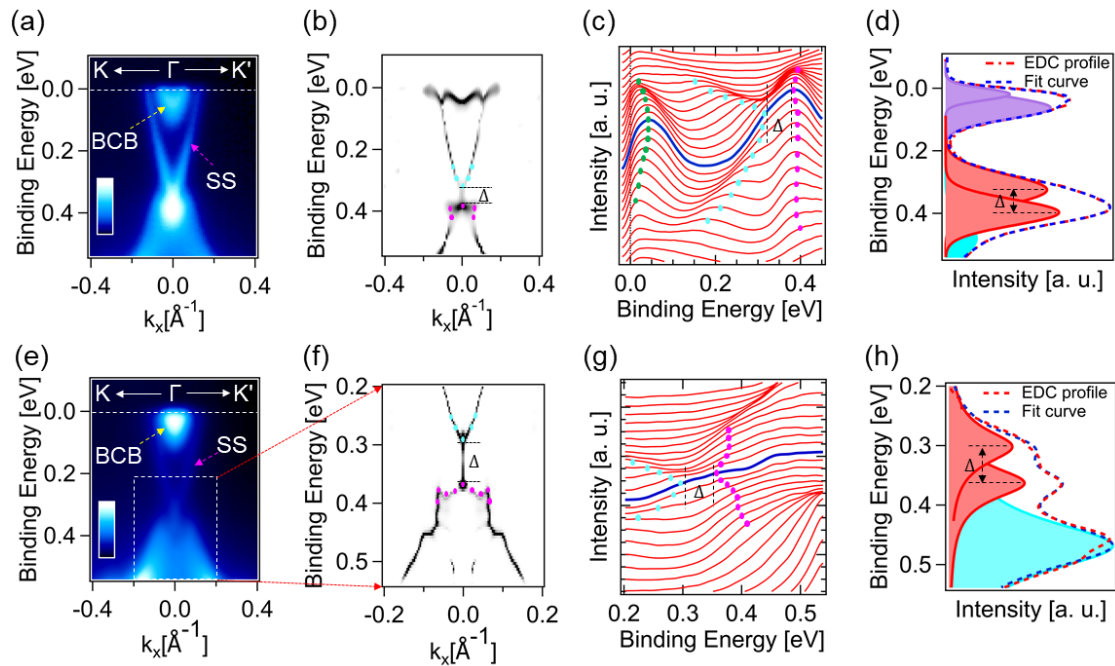 (a)
K Γ K'
BCB
SS
Binding Energy [eV]
0.0
0.2
0.4
-0.4 0.0 0.4
kx[Å-1]
(b)
Δ
Binding Energy [eV]
0.0
0.2
0.4
-0.4 0.0 0.4
kx[Å-1]
(c)
Δ
Intensity [a. u.]
0.0 0.1 0.2 0.3 0.4
Binding Energy [eV]
(d)
EDC profile
Fit curve
Δ
Binding Energy [eV]
0.0
0.2
0.4
Intensity [a. u.]
(e)
K Γ K'
BCB
SS
Binding Energy [eV]
0.0
0.2
0.4
-0.4 0.0 0.4
kx[Å-1]
(f)
Δ
Binding Energy [eV]
0.2
0.3
0.4
0.5
-0.2 0.0 0.2
kx[Å-1]
(g)
Δ
Intensity [a. u.]
0.2 0.3 0.4 0.5
Binding Energy [eV]
(h)
EDC profile
Fit curve
Δ
Binding Energy [eV]
0.2
0.3
0.4
0.5
Intensity [a. u.]